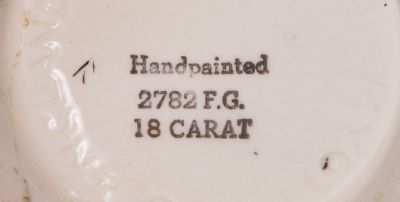 Handpainted
2782 F.G.
18 CARAT